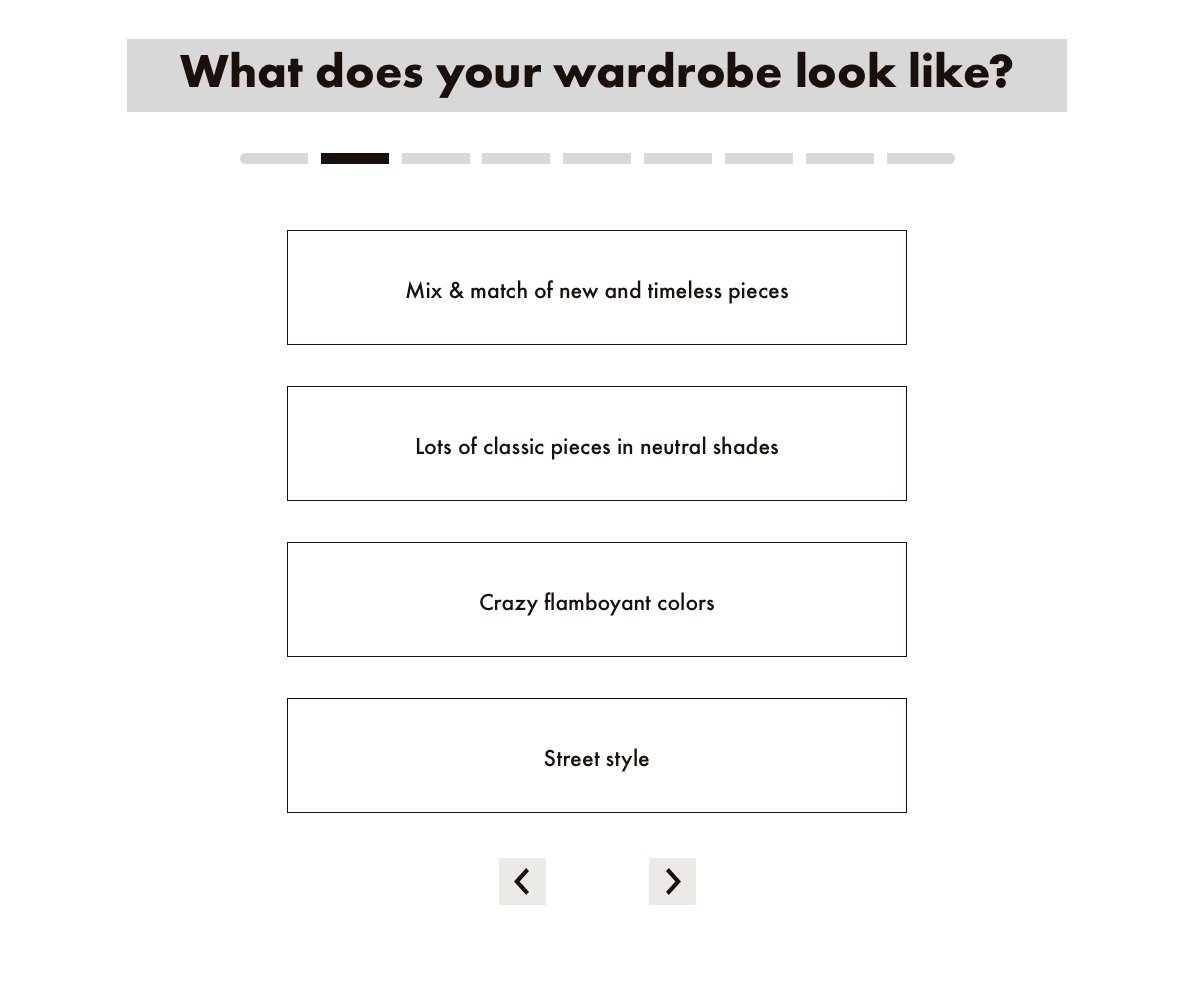 What does your wardrobe look like?
Mix & match of new and timeless pieces
Lots of classic pieces in neutral shades
Crazy flamboyant colors
Street style